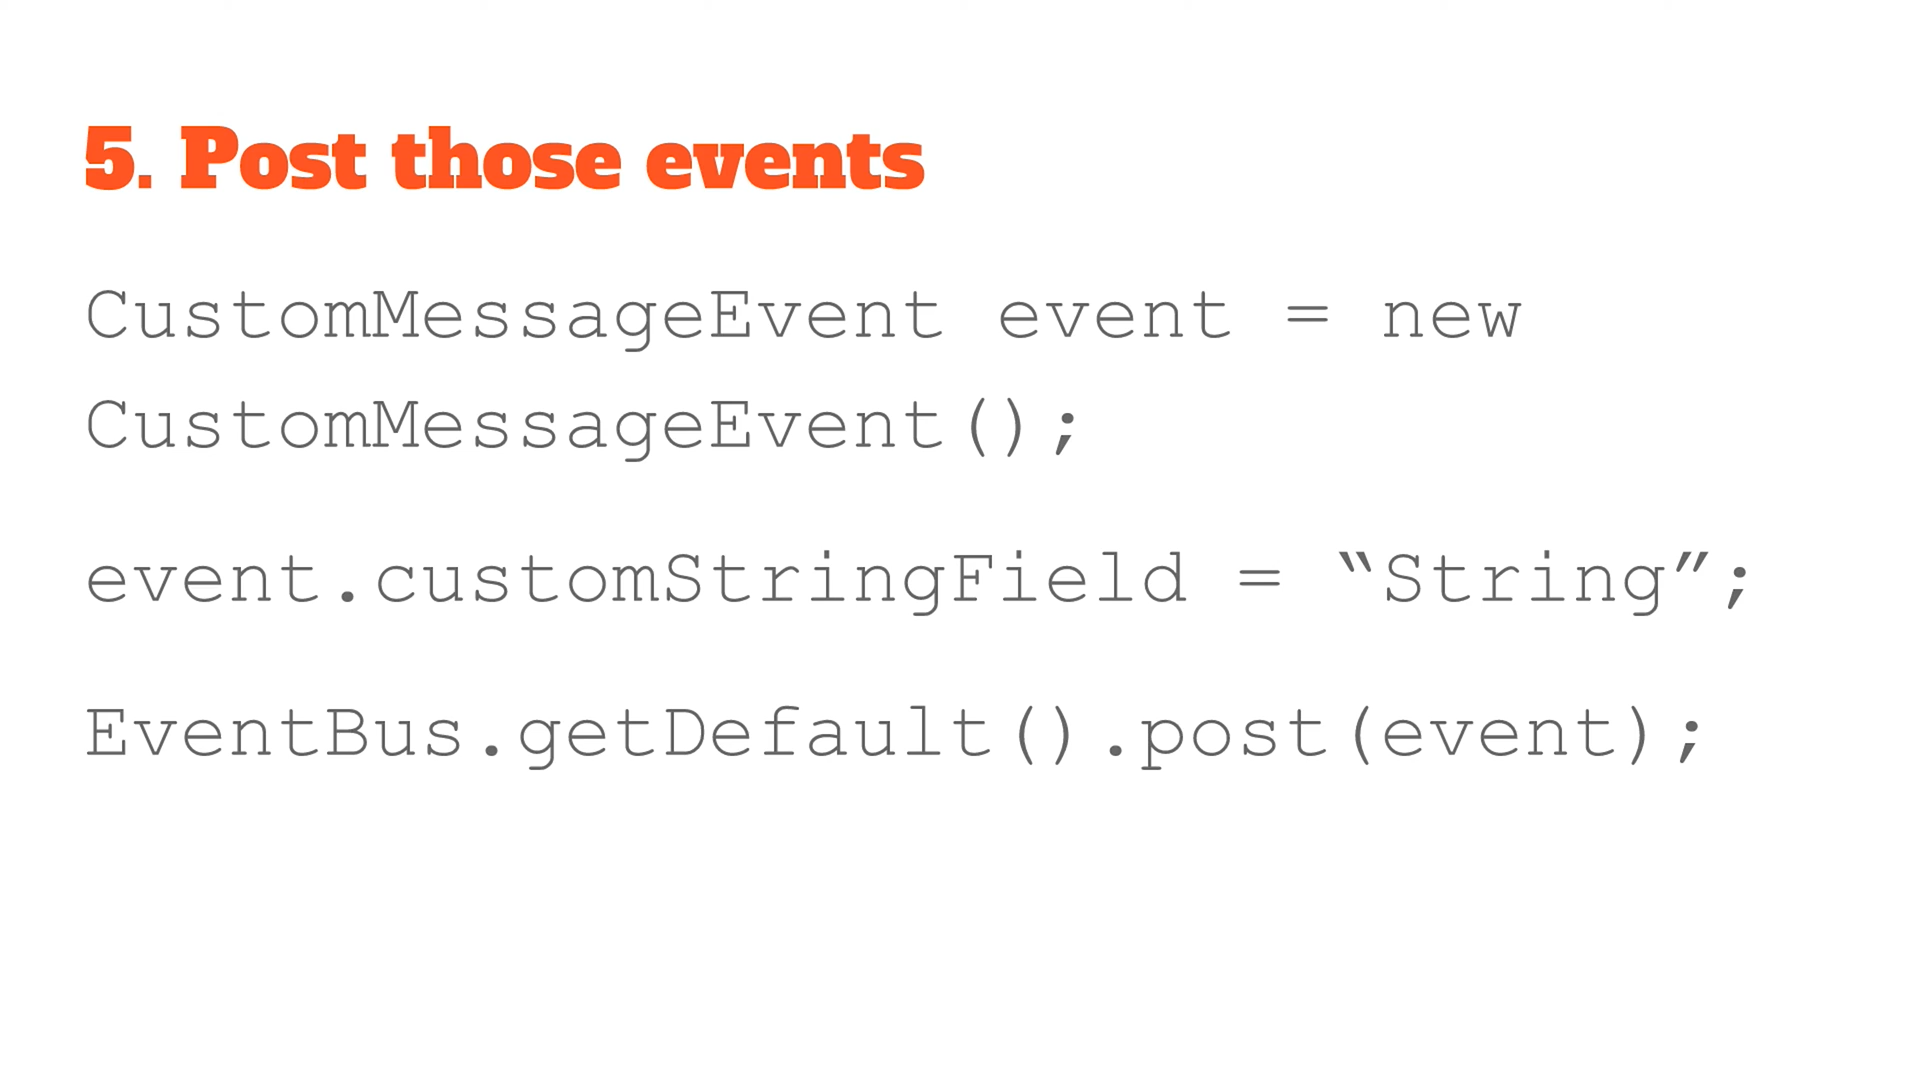 5. Post those events
CustomMessageEvent event = new
CustomMessageEvent();
event.customStringField = “String”;
EventBus.getDefault().post(event);